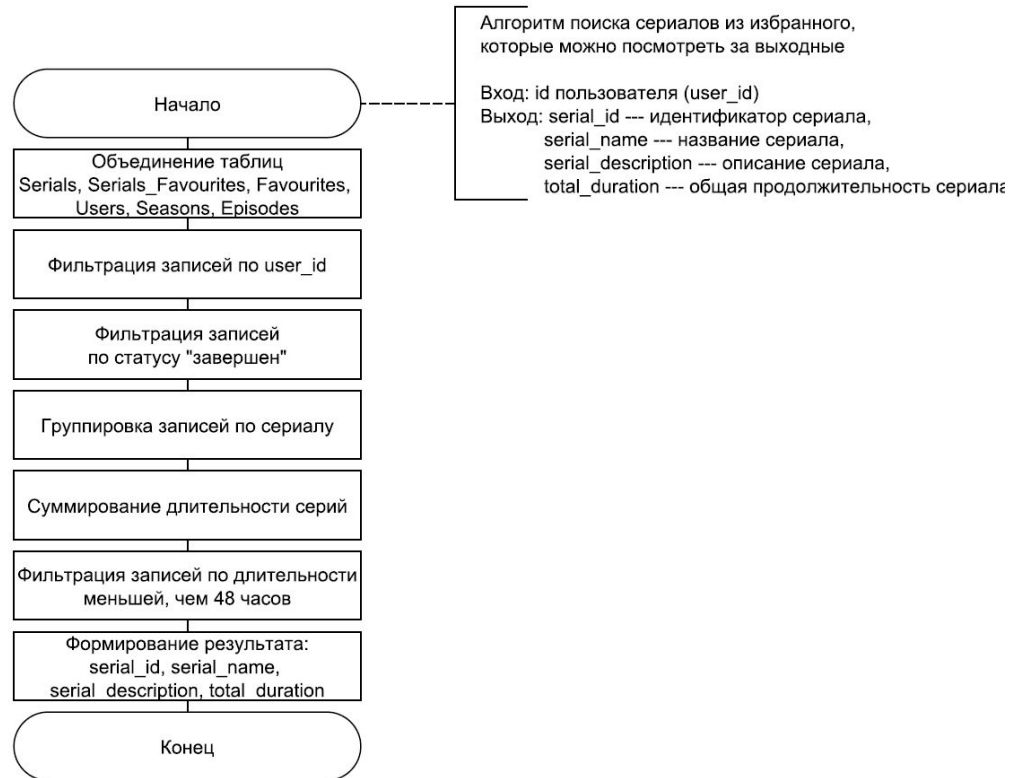 Алгоритм поиска сериалов из избранного,
которые можно посмотреть за выходные
Вход: id пользователя (user_id)
Выход: serial_id --- идентификатор сериала,
serial_name --- название сериала,
serial_description --- описание сериала,
total_duration --- общая продолжительность сериала
Начало
Объединение таблиц
Serials, Serials_Favourites, Favourites,
Users, Seasons, Episodes
Фильтрация записей по user_id
Фильтрация записей
по статусу "завершен"
Группировка записей по сериалу
Суммирование длительности серий
Фильтрация записей по длительности
меньшей, чем 48 часов
Формирование результата:
serial_id, serial_name,
serial_description, total_duration
Конец